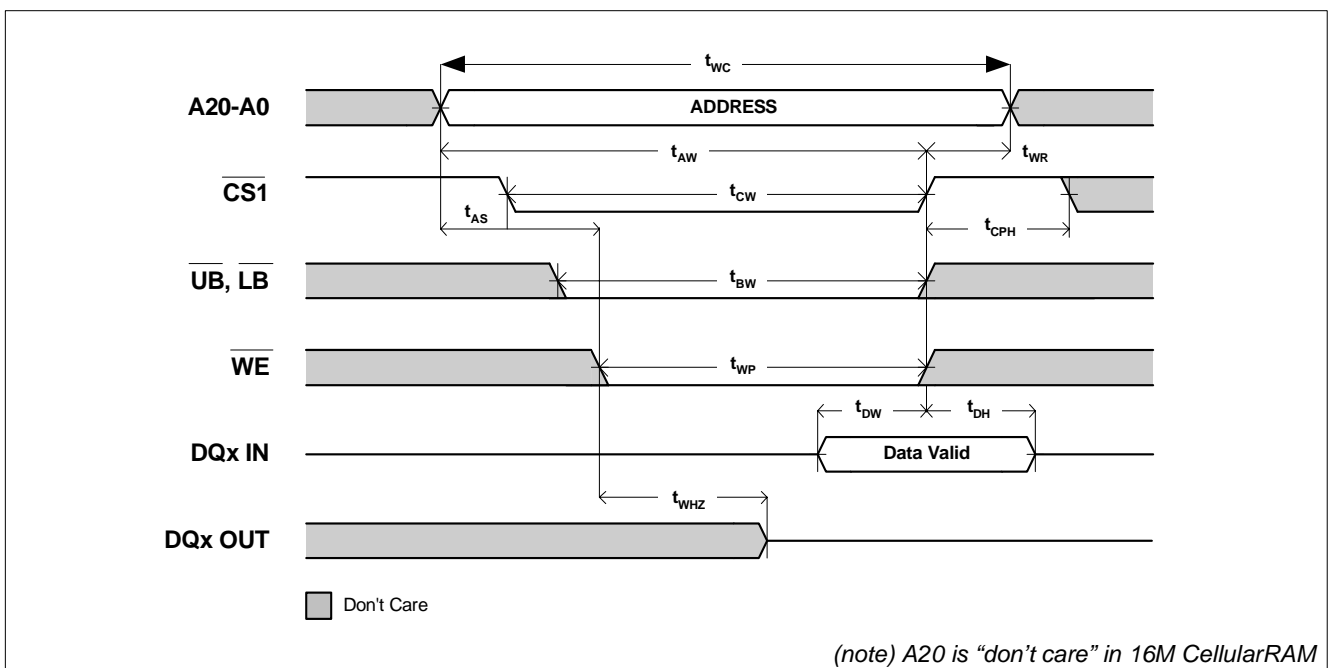 tWC
A20-A0
ADDRESS
tAW
tWR
CS1
tCW
tAS
tCPH
UB, LB
tBW
WE
tWP
tDW
tDH
DQx IN
Data Valid
tWHZ
DQx OUT
Don't Care
(note) A20 is “don’t care” in 16M CellularRAM